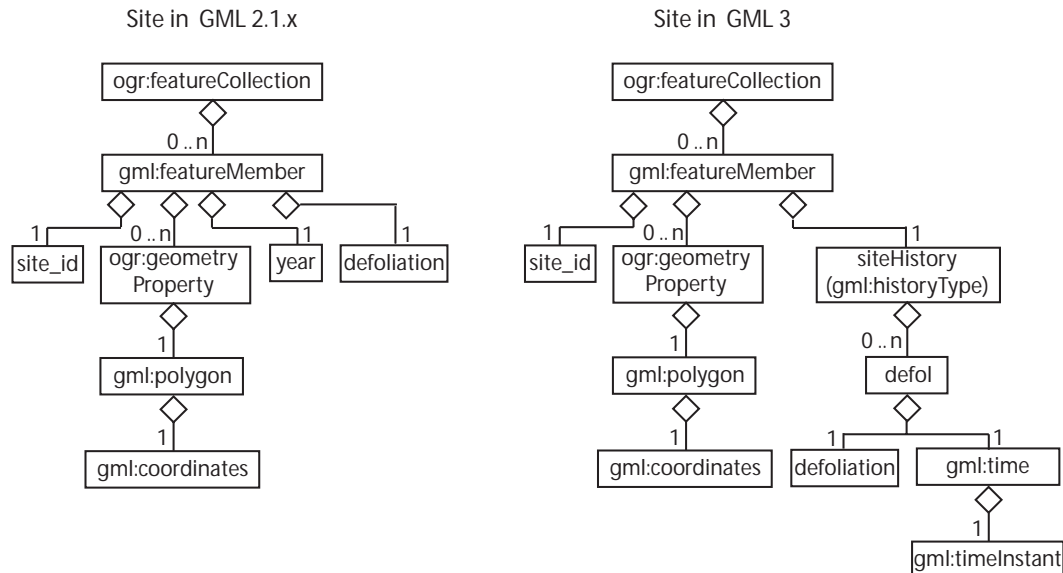 Site in GML 2.1.x
ogr:featureCollection
0 .. n
gml:featureMember
1
0 .. n
1
1
site_id
ogr:geometry
Property
year
defoliation
1
gml:polygon
1
gml:coordinates
Site in GML 3
ogr:featureCollection
0 .. n
gml:featureMember
1
0 .. n
1
site_id
ogr:geometry
Property
siteHistory
(gml:historyType)
1
gml:polygon
0 .. n
defol
1
gml:coordinates
1
1
defoliation
gml:time
1
gml:timeInstant